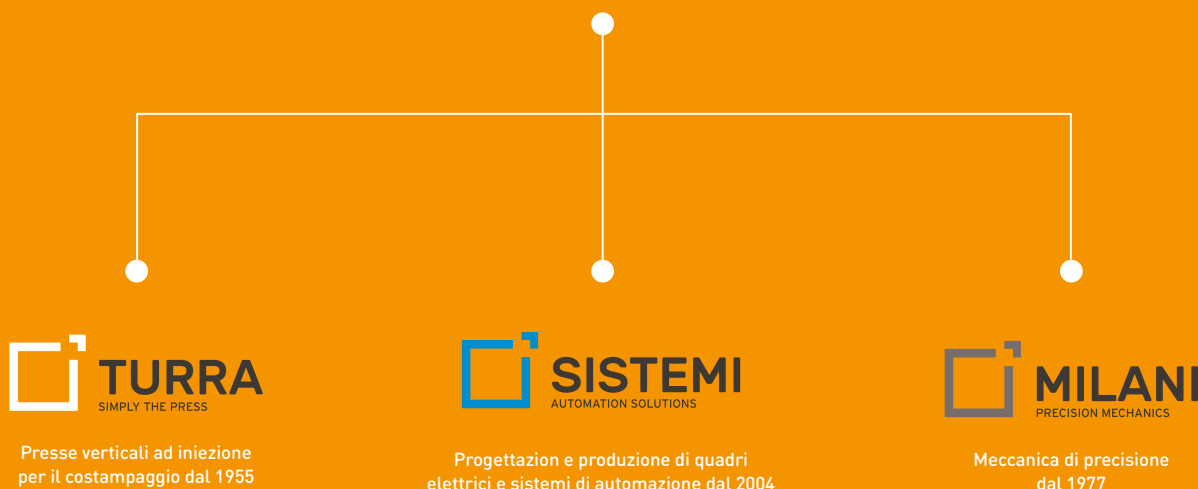 TURRA
SIMPLY THE PRESS
Presse verticali ad iniezione
per il costampaggio dal 1955
SISTEMI
AUTOMATION SOLUTIONS
Progettazion e produzione di quadri
elettrici e sistemi di automazione dal 2004
MILANI
PRECISION MECHANICS
Meccanica di precisione
dal 1977